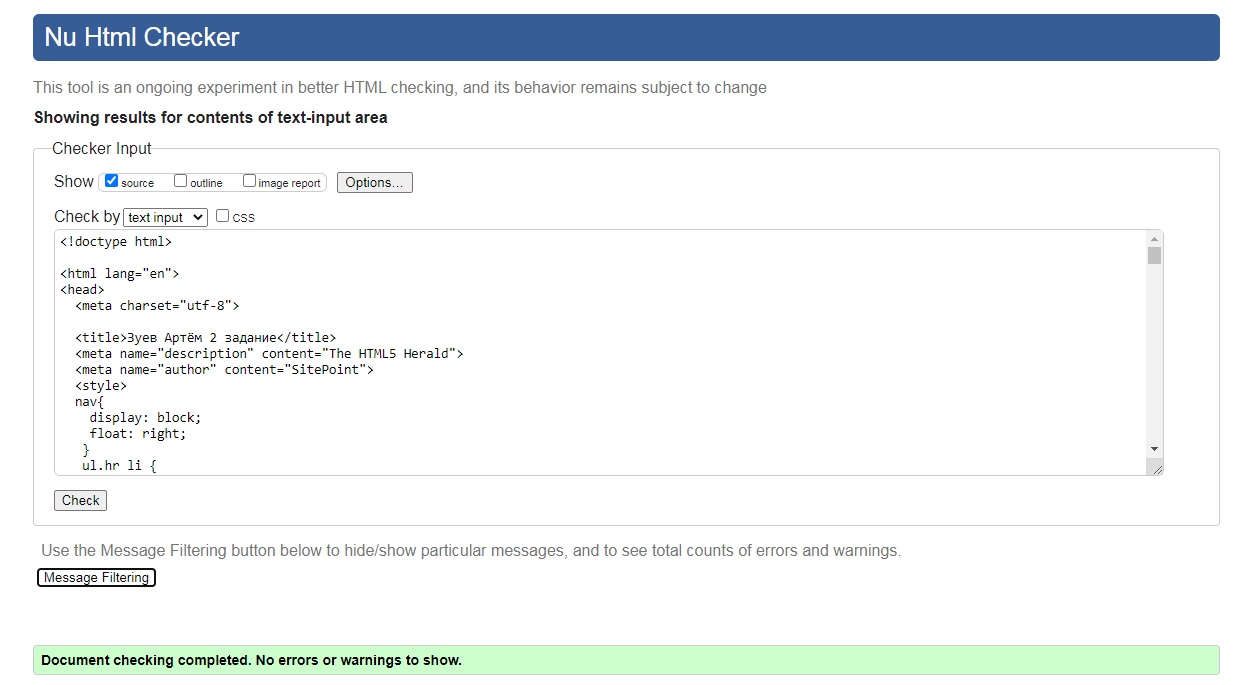 Nu Html Checker
This tool is an ongoing experiment in better HTML checking, and its behavior remains subject to change
Showing results for contents of text-input area
Checker Input
Show source outline image report Options...
Check by text input css
<!doctype html>
<html lang="en">
<head>
<meta charset="utf-8">
<title>Зуев Артём 2 задание</title>
<meta name="description" content="The HTML5 Herald">
<meta name="author" content="SitePoint">
<style>
nav{
display: block;
float: right;
}
ul.hr li {
Check
Use the Message Filtering button below to hide/show particular messages, and to see total counts of errors and warnings.
Message Filtering
Document checking completed. No errors or warnings to show.